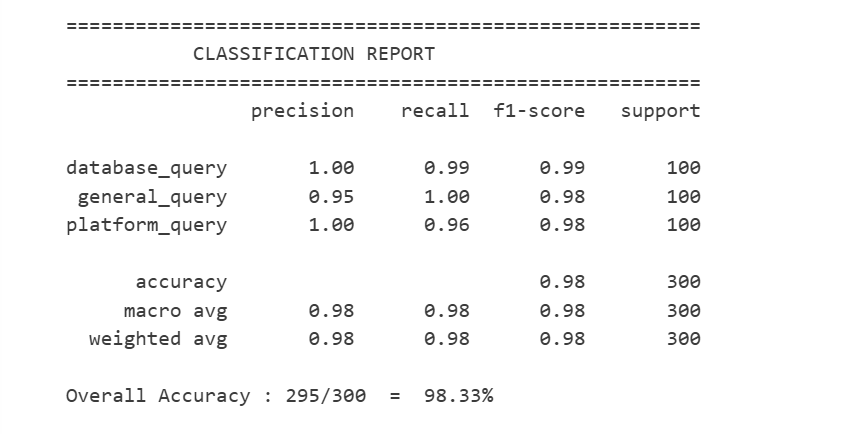 =======================================================
CLASSIFICATION REPORT
=======================================================
precision recall f1-score support
database_query 1.00 0.99 0.99 100
general_query 0.95 1.00 0.98 100
platform_query 1.00 0.96 0.98 100
accuracy 0.98 300
macro avg 0.98 0.98 0.98 300
weighted avg 0.98 0.98 0.98 300
Overall Accuracy : 295/300 = 98.33%